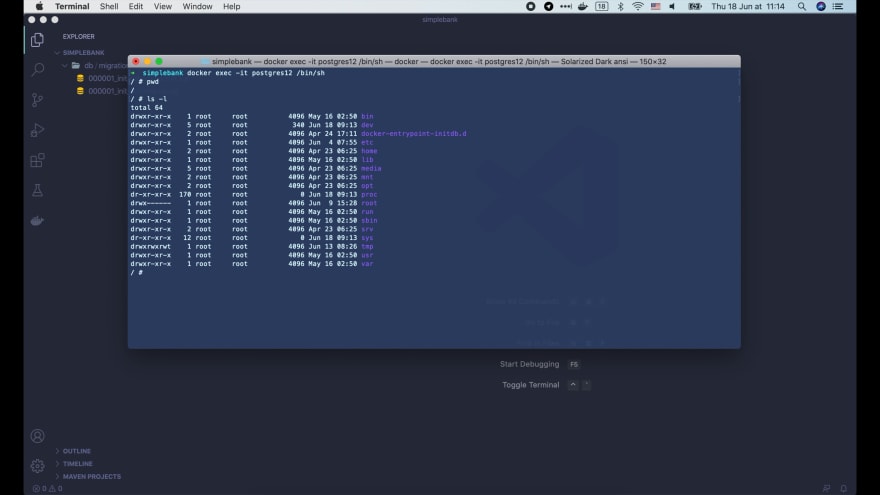 Terminal Shell Edit View Window Help 18 Thu 18 Jun at 11:14
simplebank
EXPLORER
SIMPLEBANK
db / migration
000001_init
000001_init
simplebank — docker exec -it postgres12 /bin/sh — docker — docker exec -it postgres12 /bin/sh — Solarized Dark ansi — 150×32
➜ simplebank docker exec -it postgres12 /bin/sh
/ # pwd
/
/ # ls -l
total 64
drwxr-xr-x 1 root root 4096 May 16 02:50 bin
drwxr-xr-x 5 root root 340 Jun 18 09:13 dev
drwxr-xr-x 2 root root 4096 Apr 24 17:11 docker-entrypoint-initdb.d
drwxr-xr-x 1 root root 4096 Jun 4 07:55 etc
drwxr-xr-x 2 root root 4096 Apr 23 06:25 home
drwxr-xr-x 1 root root 4096 May 16 02:50 lib
drwxr-xr-x 5 root root 4096 Apr 23 06:25 media
drwxr-xr-x 2 root root 4096 Apr 23 06:25 mnt
drwxr-xr-x 2 root root 4096 Apr 23 06:25 opt
dr-xr-xr-x 170 root root 0 Jun 18 09:13 proc
drwx------ 1 root root 4096 Jun 9 15:28 root
drwxr-xr-x 1 root root 4096 May 16 02:50 run
drwxr-xr-x 1 root root 4096 May 16 02:50 sbin
drwxr-xr-x 2 root root 4096 Apr 23 06:25 srv
dr-xr-xr-x 12 root root 0 Jun 18 09:13 sys
drwxrwxrwt 1 root root 4096 Jun 13 08:26 tmp
drwxr-xr-x 1 root root 4096 May 16 02:50 usr
drwxr-xr-x 1 root root 4096 May 16 02:50 var
/ #
Show All Commands
Go to File
Find in Files
Start Debugging F5
Toggle Terminal ^ `
OUTLINE
TIMELINE
MAVEN PROJECTS
0 0